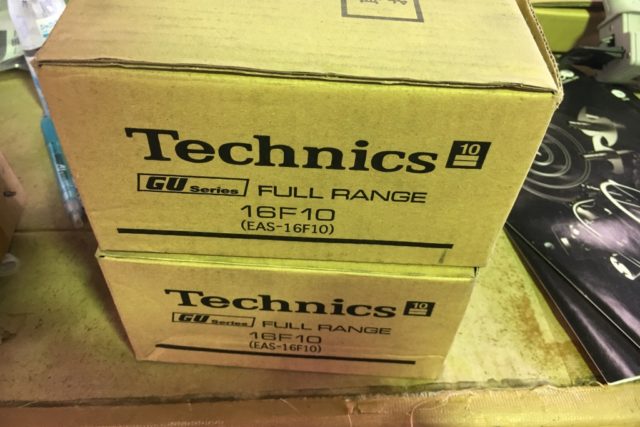 Technics 10
GU Series FULL RANGE
16F10
(EAS-16F10)
Technics 10
GU Series FULL RANGE
16F10
(EAS-16F10)